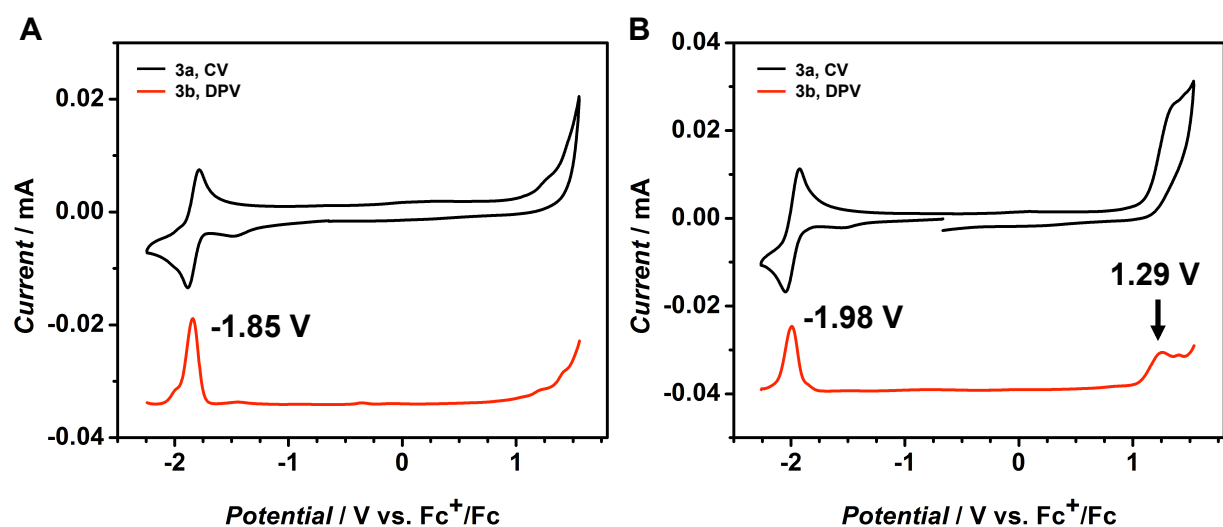 A
3a, CV
3b, DPV
0.02
0.00
-0.02
-0.04
Current / mA
-1.85 V
-2 -1 0 1
Potential / V vs. Fc+/Fc
B
3a, CV
3b, DPV
0.04
0.02
0.00
-0.02
-0.04
Current / mA
1.29 V
-1.98 V
-2 -1 0 1
Potential / V vs. Fc+/Fc